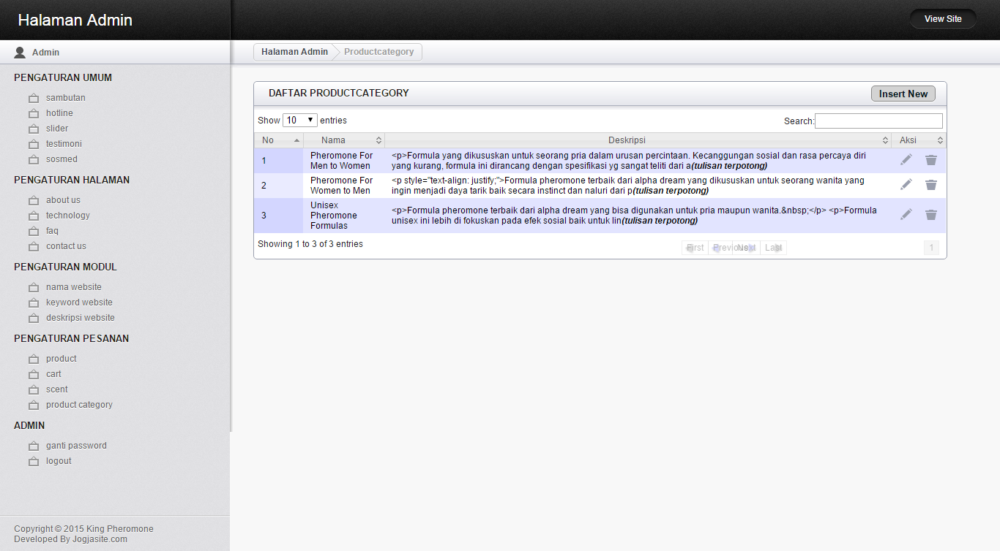 Halaman Admin
View Site
Admin
Halaman Admin
Productcategory
PENGATURAN UMUM
sambutan
hotline
slider
testimoni
sosmed
PENGATURAN HALAMAN
about us
technology
faq
contact us
PENGATURAN MODUL
nama website
keyword website
deskripsi website
PENGATURAN PESANAN
product
cart
scent
product category
ADMIN
ganti password
logout
Copyright © 2015 King Pheromone
Developed By Jogjasite.com
DAFTAR PRODUCTCATEGORY
Insert New
Show 10 entries
Search:
No Nama Deskripsi Aksi
1
Pheromone For
Men to Women
<p>Formula yang dikususkan untuk seorang pria dalam urusan percintaan. Kecanggungan sosial dan rasa percaya diri
yang kurang, formula ini dirancang dengan spesifikasi yg sangat teliti dari a(tulisan terpotong)
2
Pheromone For
Women to Men
<p style="text-align: justify;">Formula pheromone terbaik dari alpha dream yang dikususkan untuk seorang wanita yang
ingin menjadi daya tarik baik secara instinct dan naluri dari p(tulisan terpotong)
3
Unisex
Pheromone
Formulas
<p>Formula pheromone terbaik dari alpha dream yang bisa digunakan untuk pria maupun wanita.&nbsp;</p> <p>Formula
unisex ini lebih di fokuskan pada efek sosial baik untuk lin(tulisan terpotong)
Showing 1 to 3 of 3 entries
First Previous Next Last 1